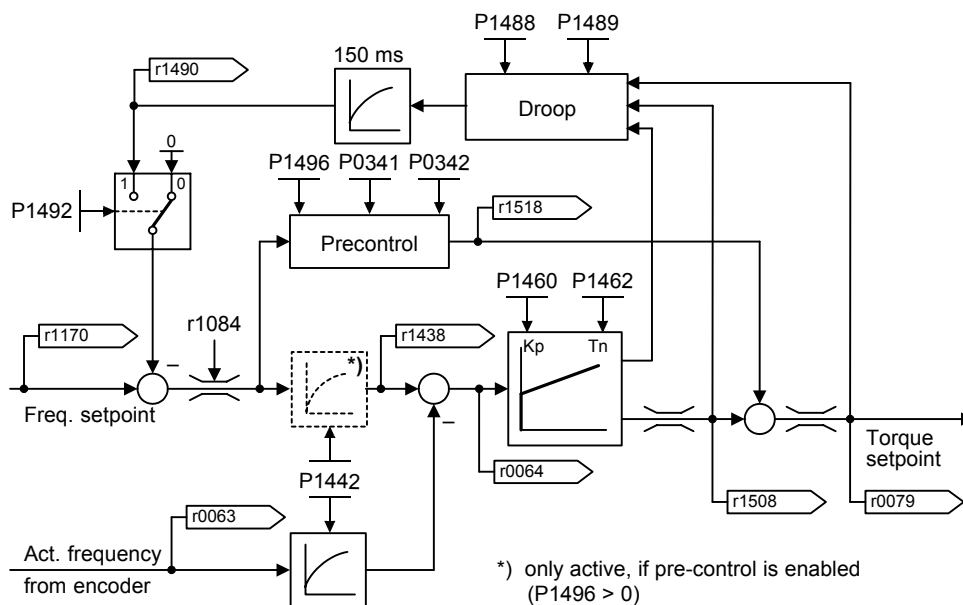 P1488
P1489
150 ms
r1490
Droop
0
P1496
P0341
P0342
1
0
P1492
r1518
Precontrol
P1460
P1462
r1170
r1084
r1438
Kp
Tn
*)
Freq. setpoint
Torque
setpoint
r0064
P1442
r1508
r0079
r0063
Act. frequency
from encoder
*) only active, if pre-control is enabled
(P1496 > 0)
–
–